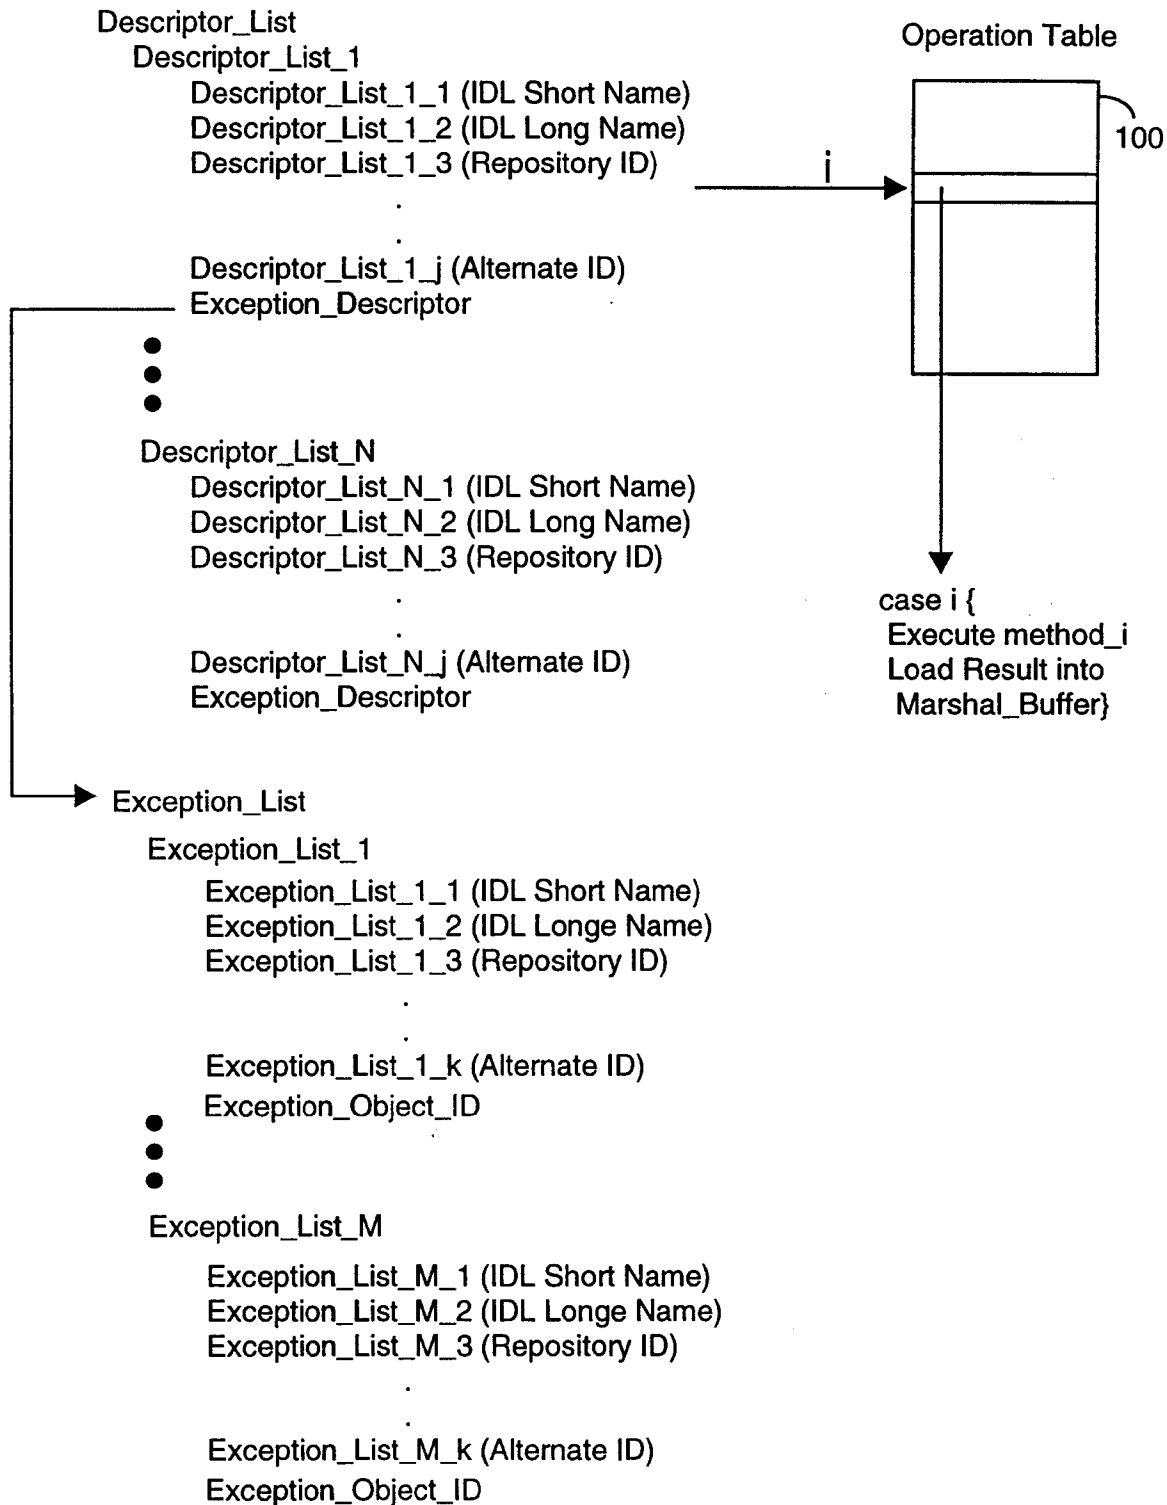 Descriptor_List
Descriptor_List_1
Descriptor_List_1_1 (IDL Short Name)
Descriptor_List_1_2 (IDL Long Name)
Descriptor_List_1_3 (Repository ID)
.
.
Descriptor_List_1_j (Alternate ID)
Exception_Descriptor
Operation Table
100
i
Descriptor_List_N
Descriptor_List_N_1 (IDL Short Name)
Descriptor_List_N_2 (IDL Long Name)
Descriptor_List_N_3 (Repository ID)
.
.
Descriptor_List_N_j (Alternate ID)
Exception_Descriptor
case i {
Execute method_i
Load Result into
Marshal_Buffer}
Exception_List
Exception_List_1
Exception_List_1_1 (IDL Short Name)
Exception_List_1_2 (IDL Longe Name)
Exception_List_1_3 (Repository ID)
.
.
Exception_List_1_k (Alternate ID)
Exception_Object_ID
Exception_List_M
Exception_List_M_1 (IDL Short Name)
Exception_List_M_2 (IDL Longe Name)
Exception_List_M_3 (Repository ID)
.
.
Exception_List_M_k (Alternate ID)
Exception_Object_ID